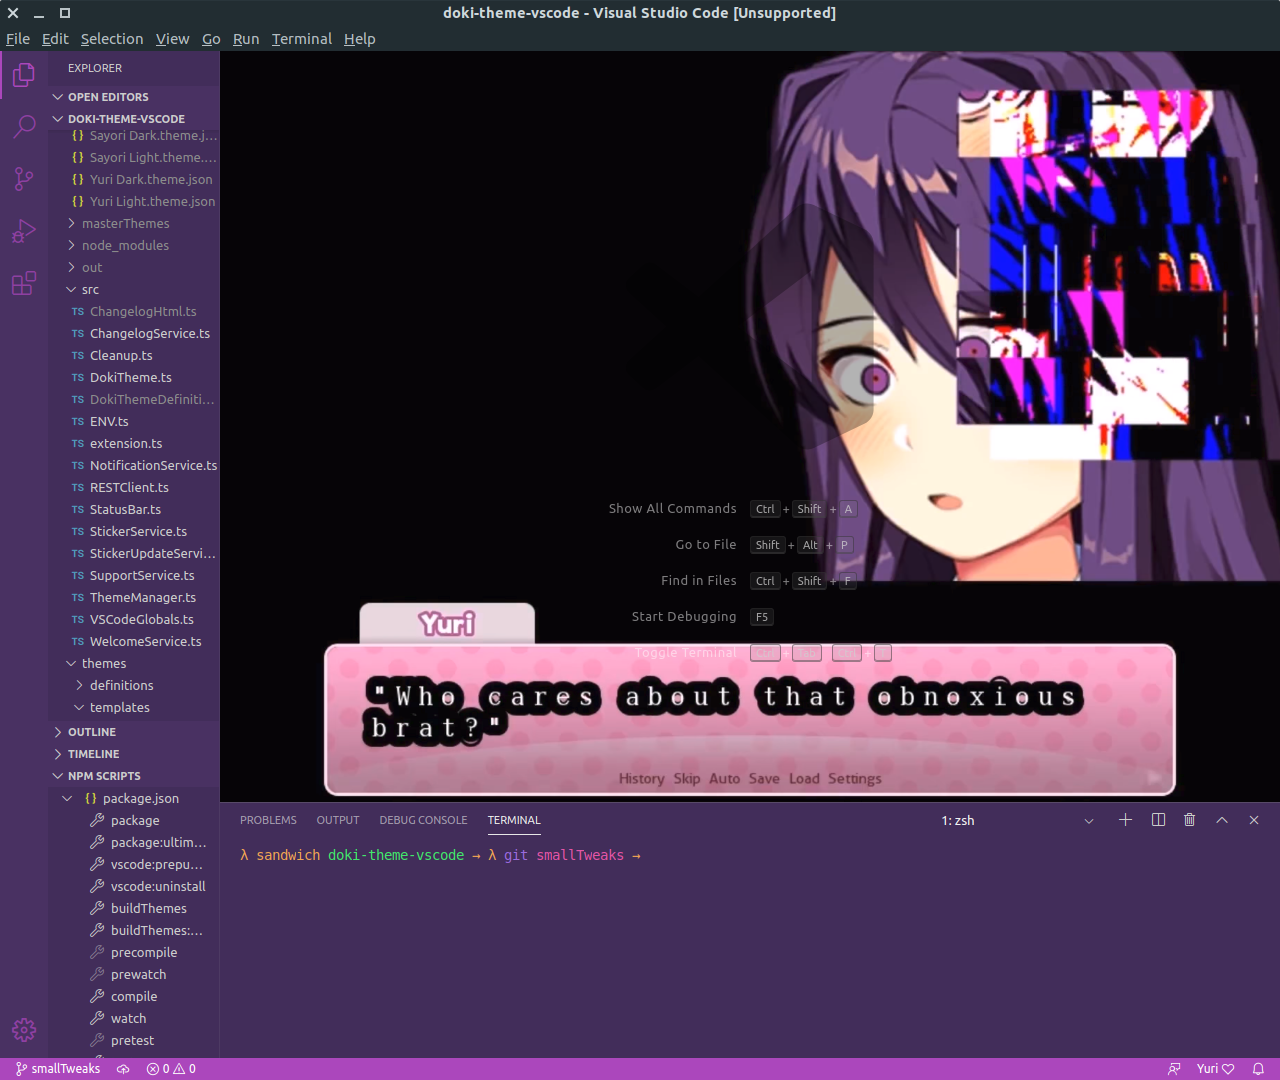 doki-theme-vscode - Visual Studio Code [Unsupported]
File Edit Selection View Go Run Terminal Help
EXPLORER
OPEN EDITORS
DOKI-THEME-VSCODE
{} Sayori Dark.theme.j...
{} Sayori Light.theme....
{} Yuri Dark.theme.json
{} Yuri Light.theme.json
masterThemes
node_modules
out
src
TS ChangelogHtml.ts
TS ChangelogService.ts
TS Cleanup.ts
TS DokiTheme.ts
TS DokiThemeDefiniti...
TS ENV.ts
TS extension.ts
TS NotificationService.ts
TS RESTClient.ts
TS StatusBar.ts
TS StickerService.ts
TS StickerUpdateServi...
TS SupportService.ts
TS ThemeManager.ts
TS VSCodeGlobals.ts
TS WelcomeService.ts
themes
definitions
templates
OUTLINE
TIMELINE
NPM SCRIPTS
{} package.json
package
package:ultim...
vscode:prepu...
vscode:uninstall
buildThemes
buildThemes:...
precompile
prewatch
compile
watch
pretest
Show All Commands Ctrl + Shift + A
Go to File Shift + Alt + P
Find in Files Ctrl + Shift + F
Start Debugging F5
Toggle Terminal Ctrl + Tab Ctrl + T
Yuri
"Who cares about that obnoxious
brat?"
History Skip Auto Save Load Settings
PROBLEMS OUTPUT DEBUG CONSOLE TERMINAL 1: zsh
λ sandwich doki-theme-vscode → λ git smallTweaks →
smallTweaks 0 0 Yuri ♡